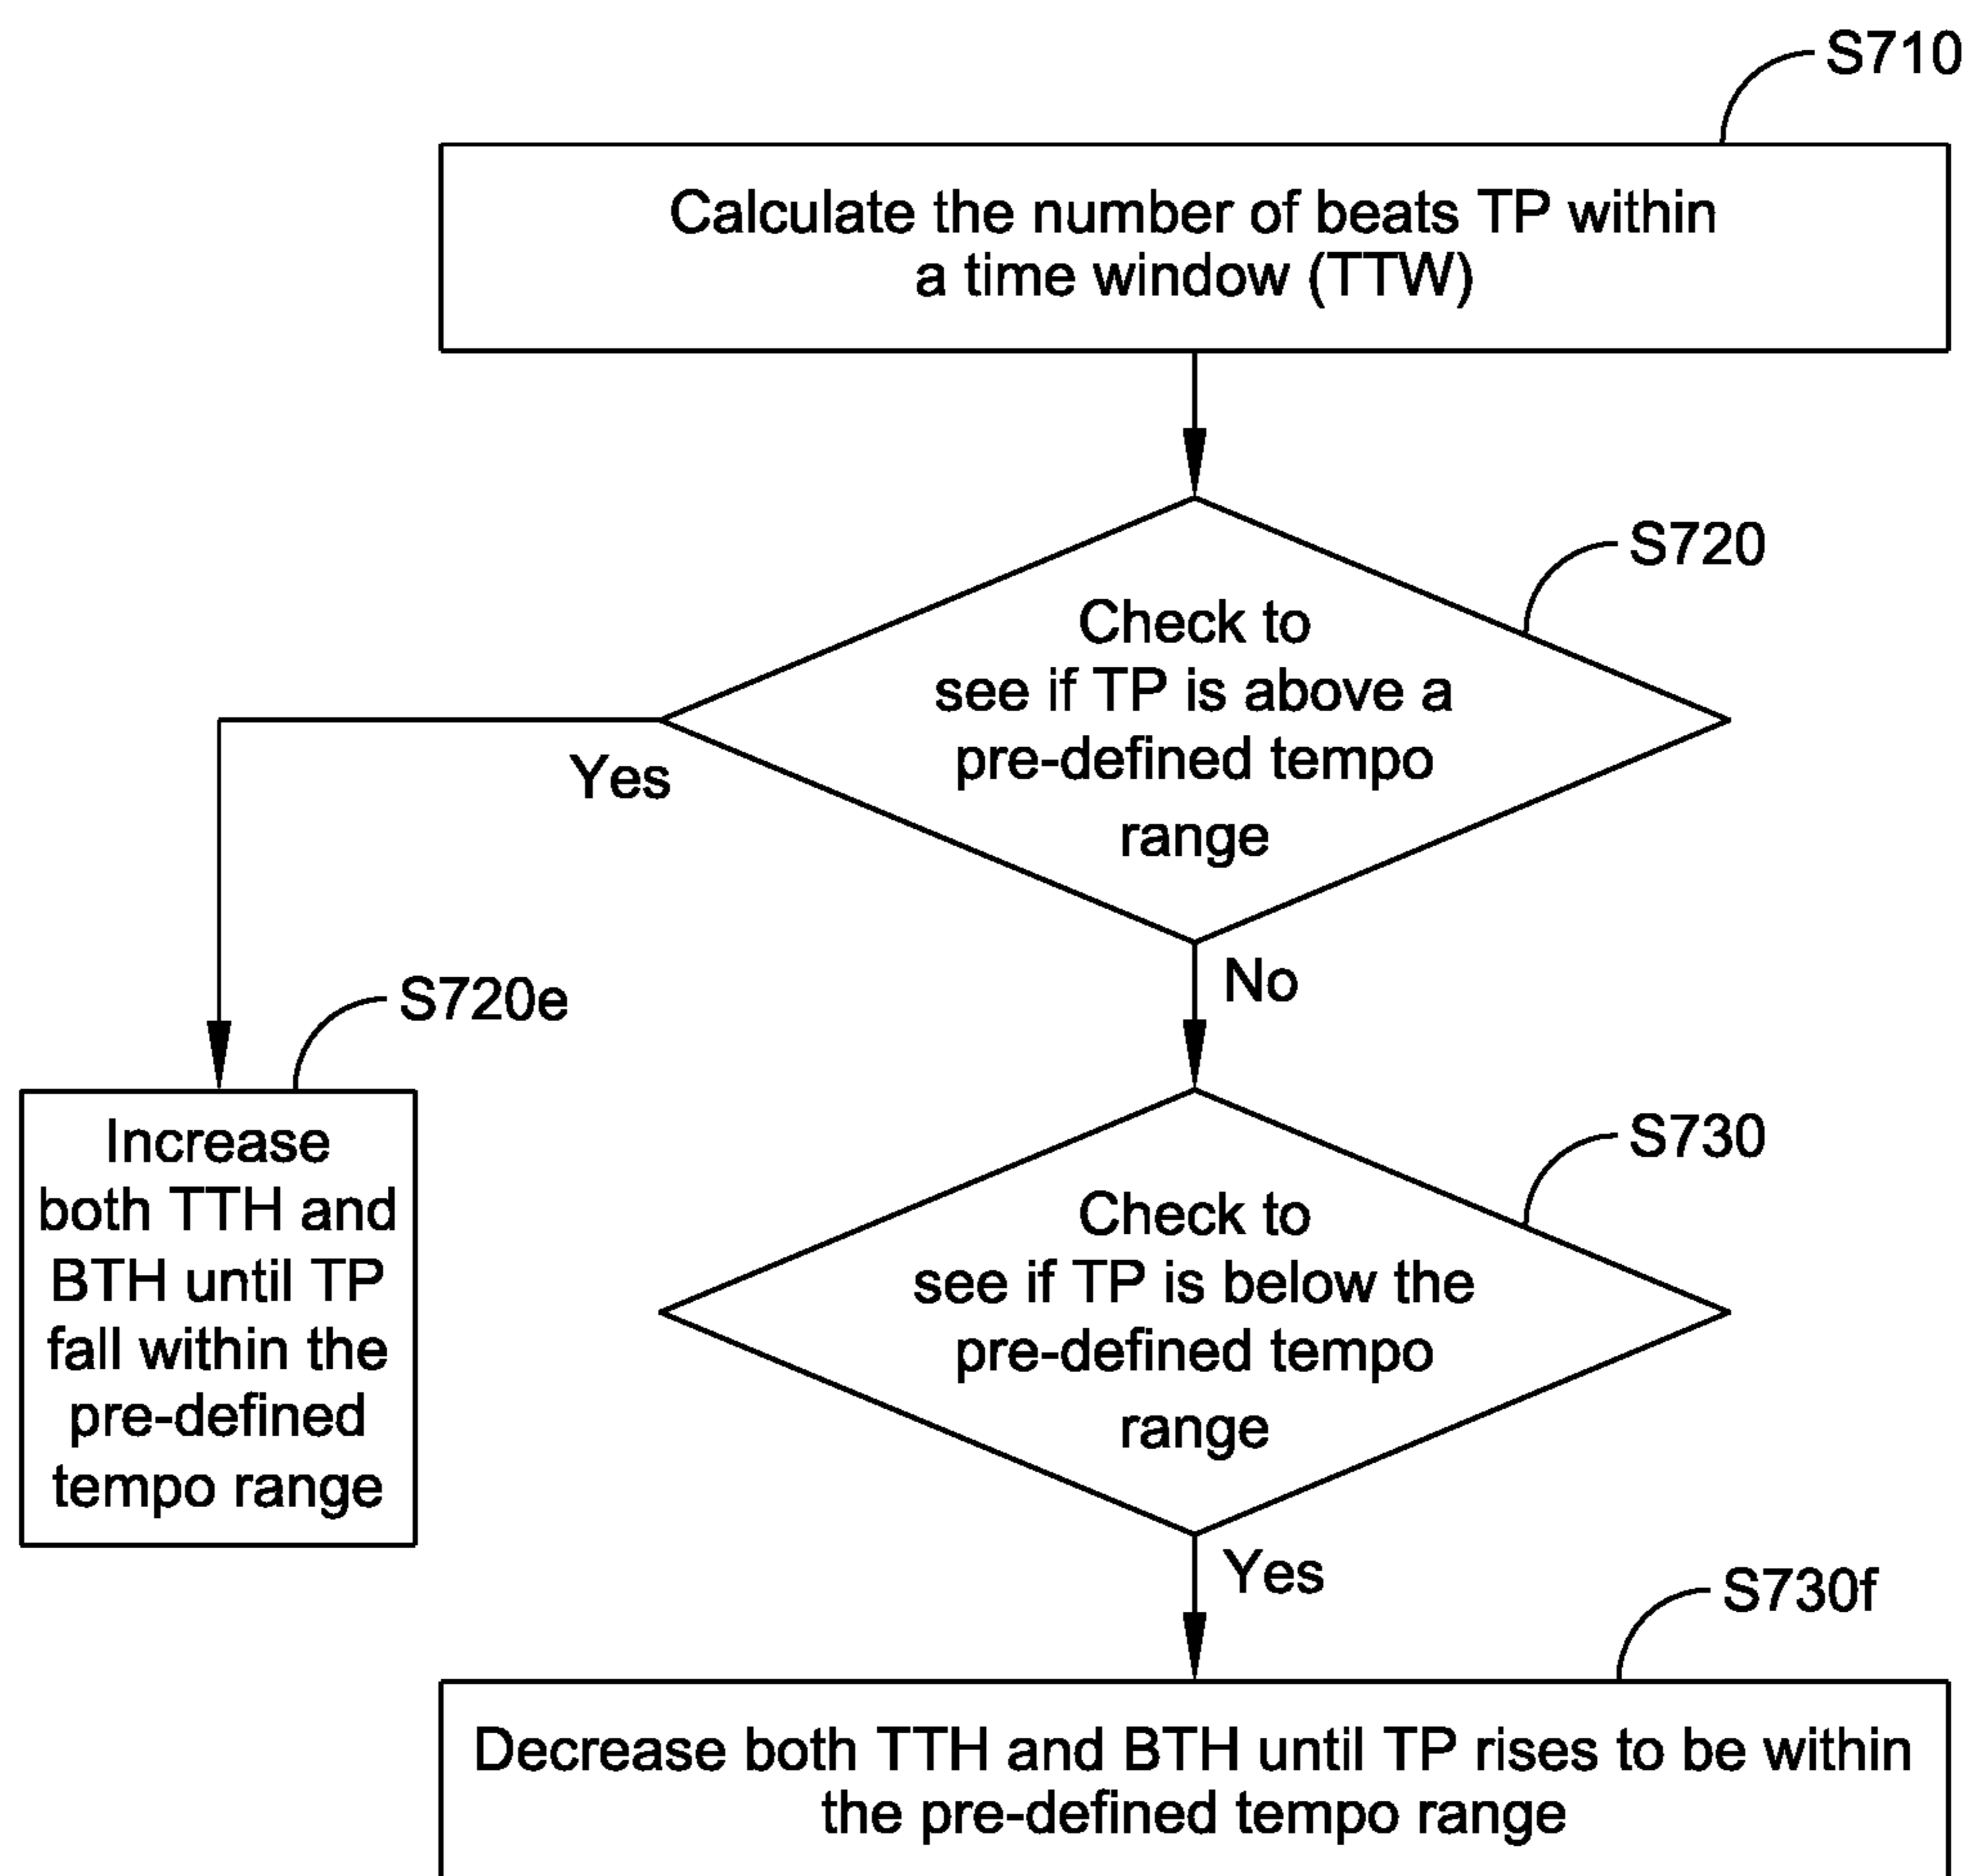 S710
Calculate the number of beats TP within
a time window (TTW)
S720
Check to
see if TP is above a
pre-defined tempo
range
Yes
No
S720e
Increase
both TTH and
BTH until TP
fall within the
pre-defined
tempo range
S730
Check to
see if TP is below the
pre-defined tempo
range
Yes
S730f
Decrease both TTH and BTH until TP rises to be within
the pre-defined tempo range